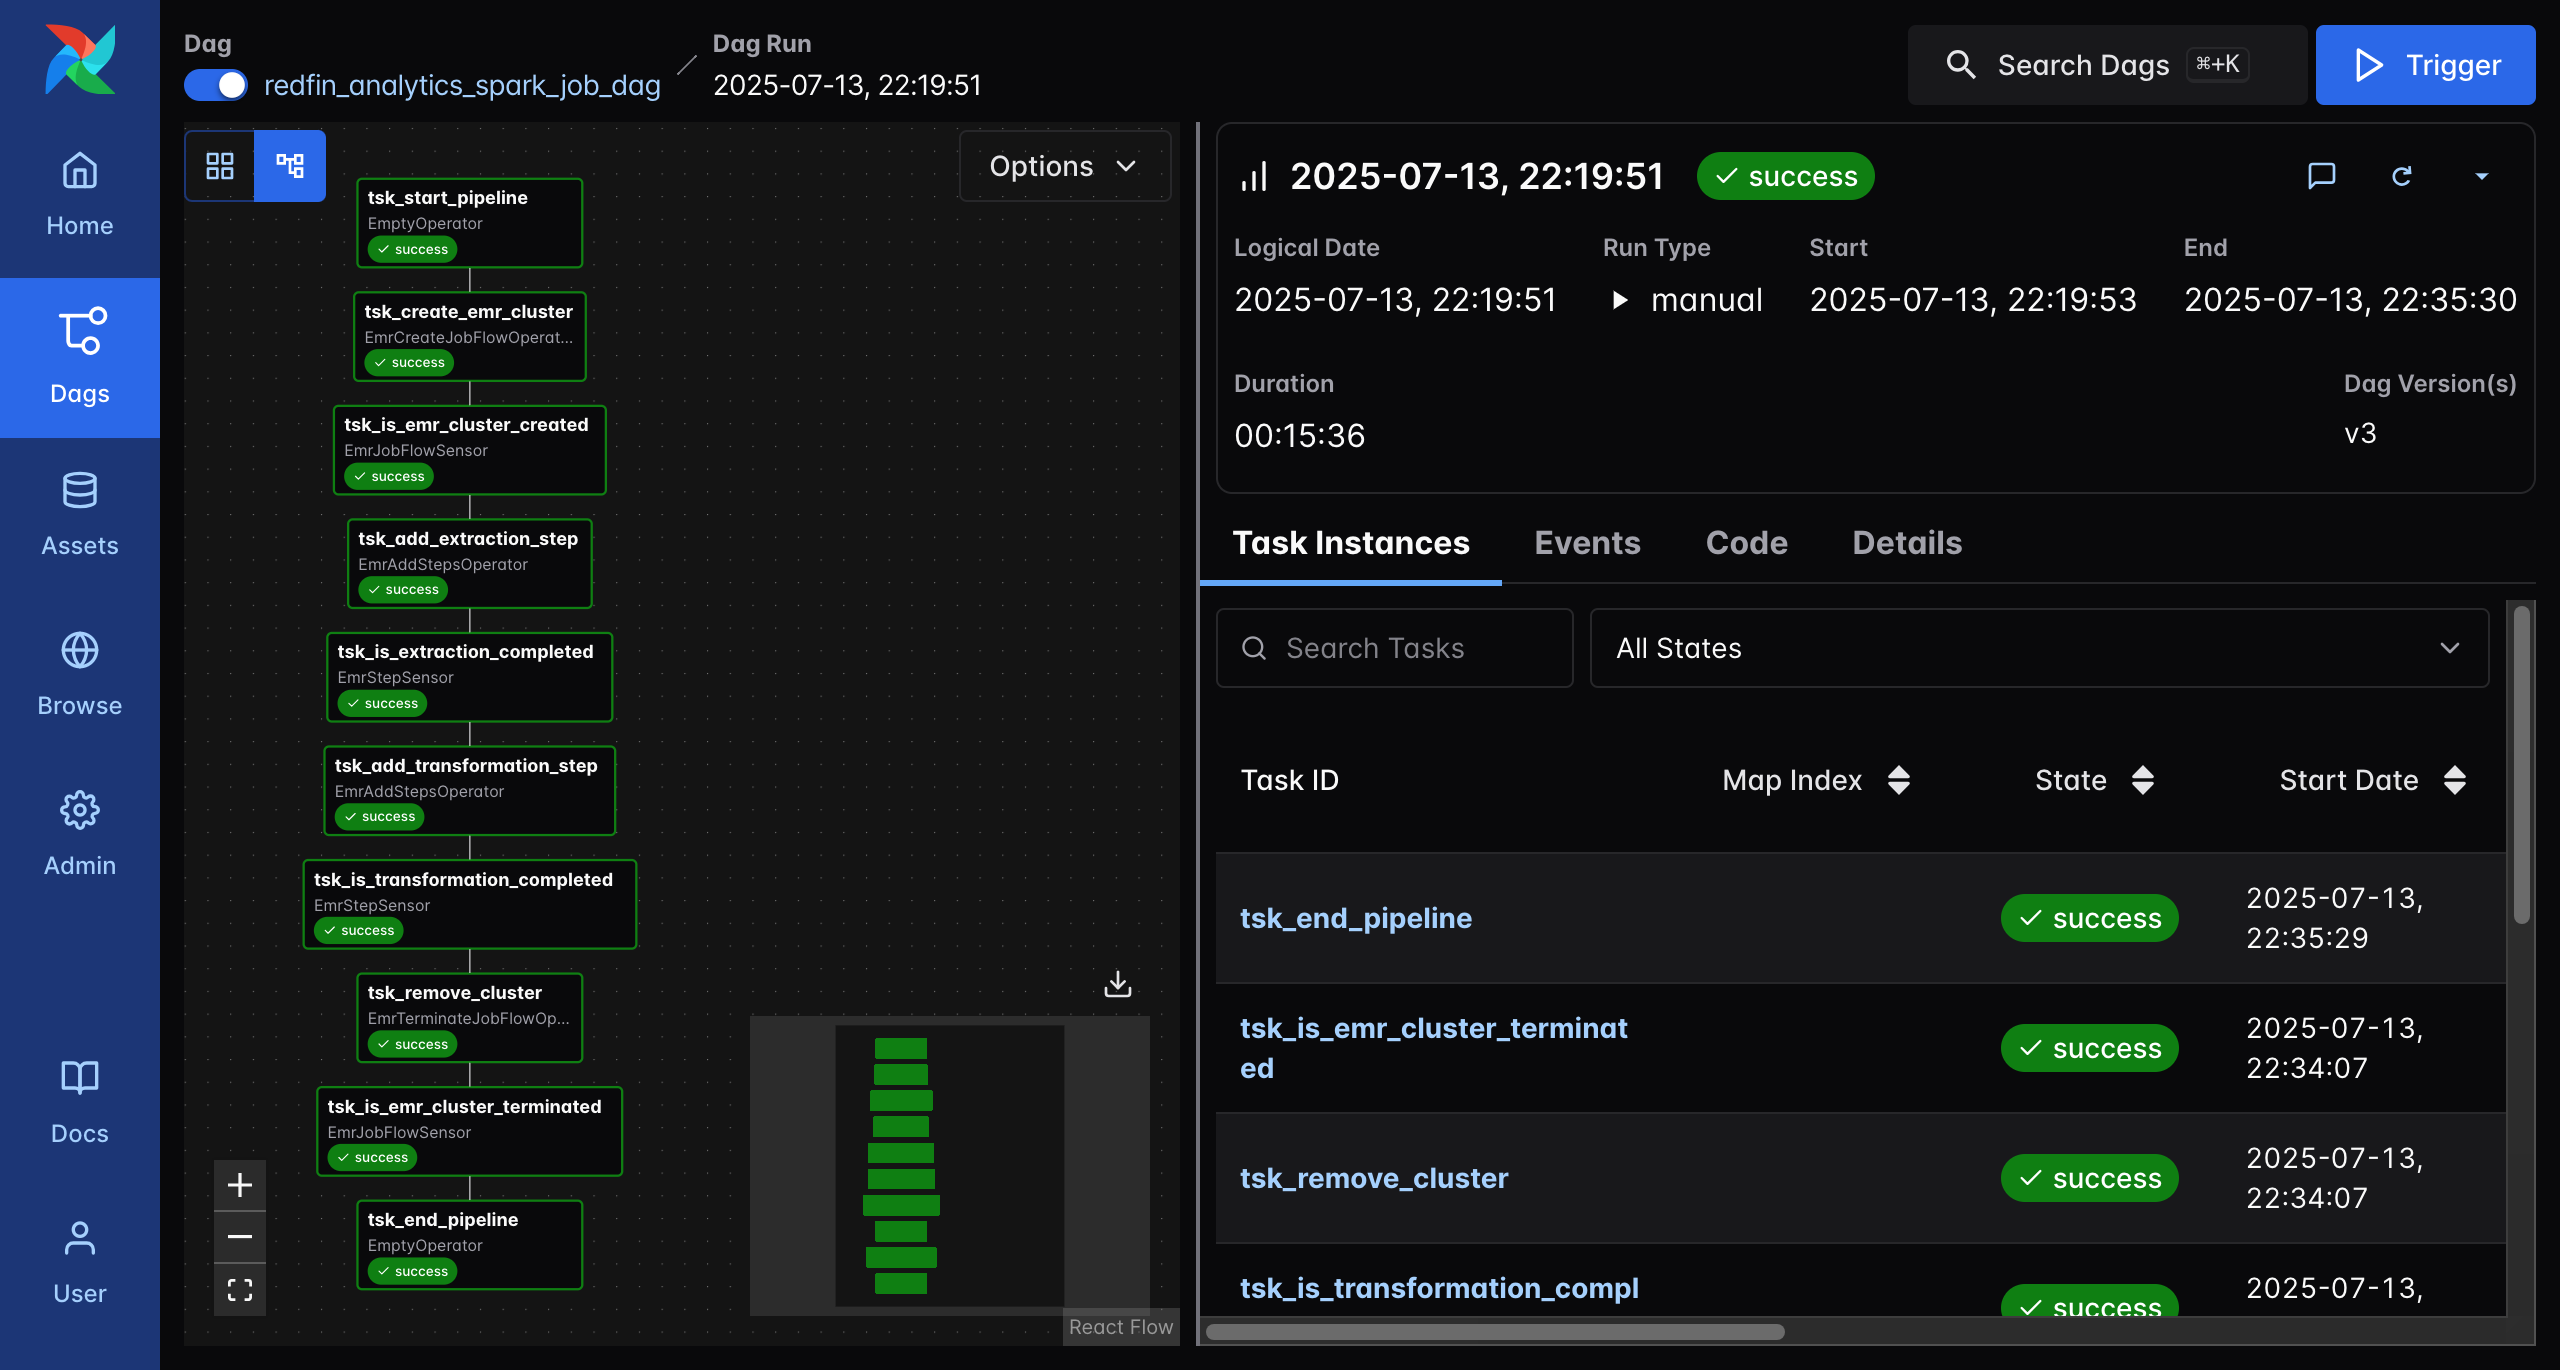 Home
Dags
Assets
Browse
Admin
Docs
User
Dag
redfin_analytics_spark_job_dag
Dag Run
2025-07-13, 22:19:51
Search Dags ⌘+K
Trigger
Options
tsk_start_pipeline
EmptyOperator
success
tsk_create_emr_cluster
EmrCreateJobFlowOperat...
success
tsk_is_emr_cluster_created
EmrJobFlowSensor
success
tsk_add_extraction_step
EmrAddStepsOperator
success
tsk_is_extraction_completed
EmrStepSensor
success
tsk_add_transformation_step
EmrAddStepsOperator
success
tsk_is_transformation_completed
EmrStepSensor
success
tsk_remove_cluster
EmrTerminateJobFlowOp...
success
tsk_is_emr_cluster_terminated
EmrJobFlowSensor
success
tsk_end_pipeline
EmptyOperator
success
React Flow
2025-07-13, 22:19:51 success
Logical Date Run Type Start End
2025-07-13, 22:19:51 manual 2025-07-13, 22:19:53 2025-07-13, 22:35:30
Duration Dag Version(s)
00:15:36 v3
Task Instances Events Code Details
Search Tasks All States
Task ID Map Index State Start Date
tsk_end_pipeline success 2025-07-13,
22:35:29
tsk_is_emr_cluster_terminat
ed success 2025-07-13,
22:34:07
tsk_remove_cluster success 2025-07-13,
22:34:07
tsk_is_transformation_compl success 2025-07-13,